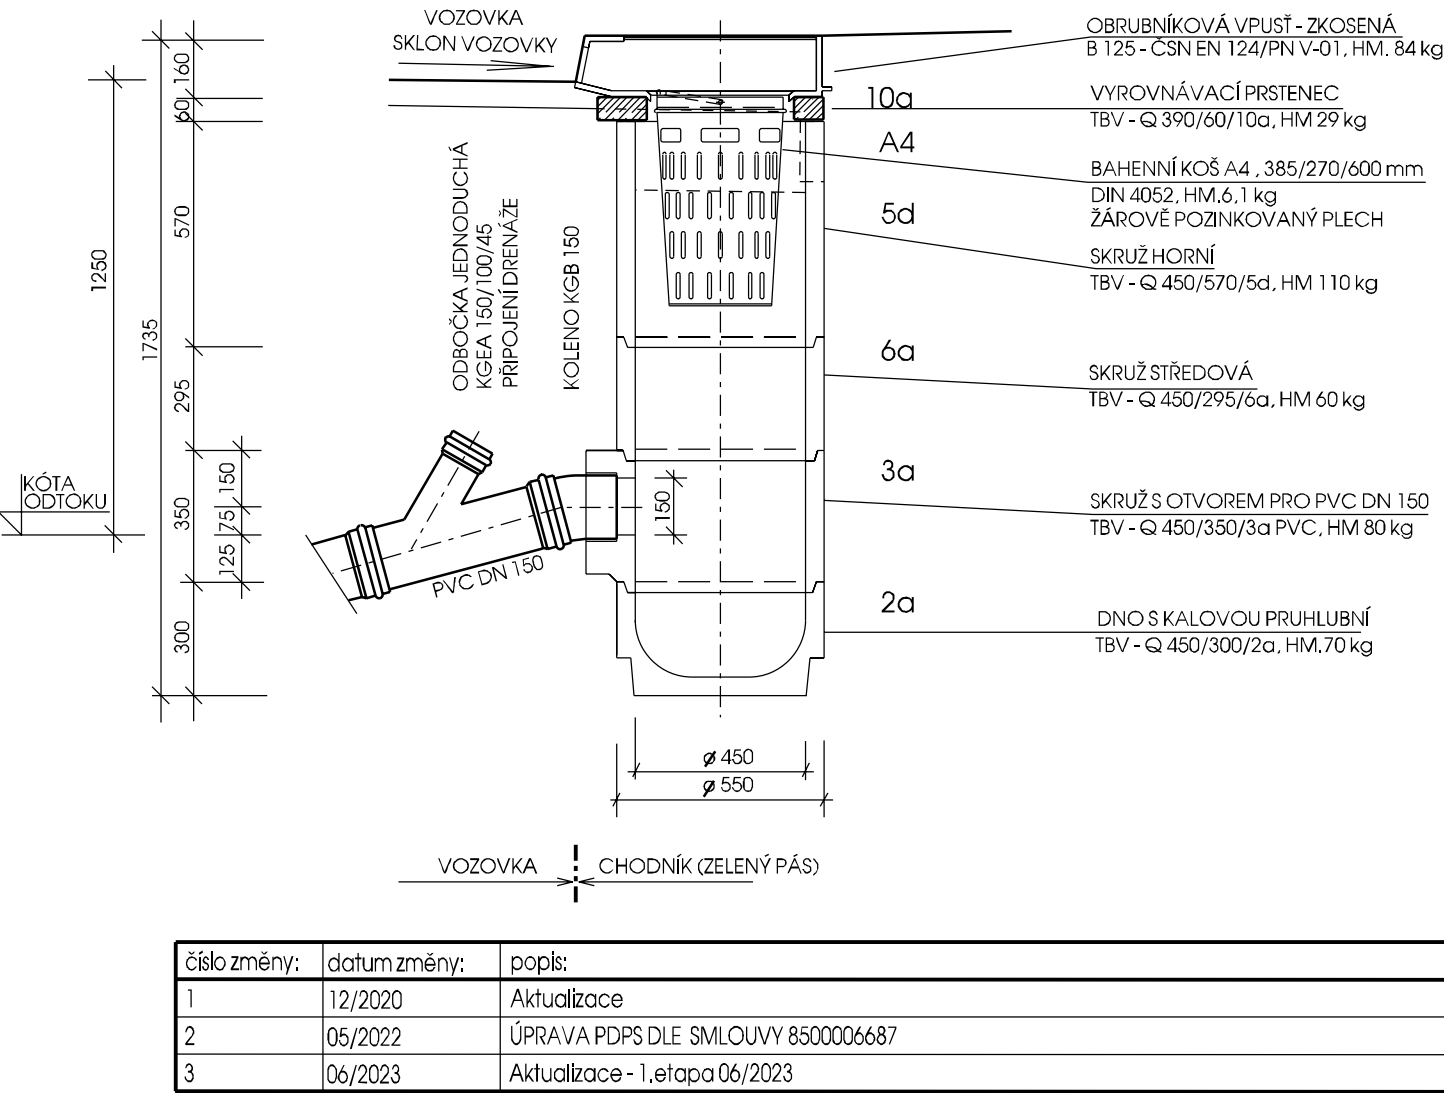 VOZOVKA
SKLON VOZOVKY
OBRUBNÍKOVÁ VPUSŤ - ZKOSENÁ
B 125 - ČSN EN 124/PN V-01, HM. 84 kg
10a
VYROVNÁVACÍ PRSTENEC
TBV - Q 390/60/10a, HM 29 kg
A4
BAHENNÍ KOŠ A4 , 385/270/600 mm
DIN 4052, HM.6,1 kg
ŽÁROVĚ POZINKOVANÝ PLECH
5d
SKRUŽ HORNÍ
TBV - Q 450/570/5d, HM 110 kg
6a
SKRUŽ STŘEDOVÁ
TBV - Q 450/295/6a, HM 60 kg
3a
SKRUŽ S OTVOREM PRO PVC DN 150
TBV - Q 450/350/3a PVC, HM 80 kg
2a
DNO S KALOVOU PRUHLUBNÍ
TBV - Q 450/300/2a, HM.70 kg
160
60
570
1250
1735
295
350
300
150
75
125
KÓTA
ODTOKU
ODBOČKA JEDNODUCHÁ
KGEA 150/100/45
PŘIPOJENÍ DRENÁŽE
KOLENO KGB 150
150
PVC DN 150
ø 450
ø 550
VOZOVKA
CHODNÍK (ZELENÝ PÁS)
číslo změny: datum změny: popis:
1 12/2020 Aktualizace
2 05/2022 ÚPRAVA PDPS DLE SMLOUVY 8500006687
3 06/2023 Aktualizace - 1.etapa 06/2023